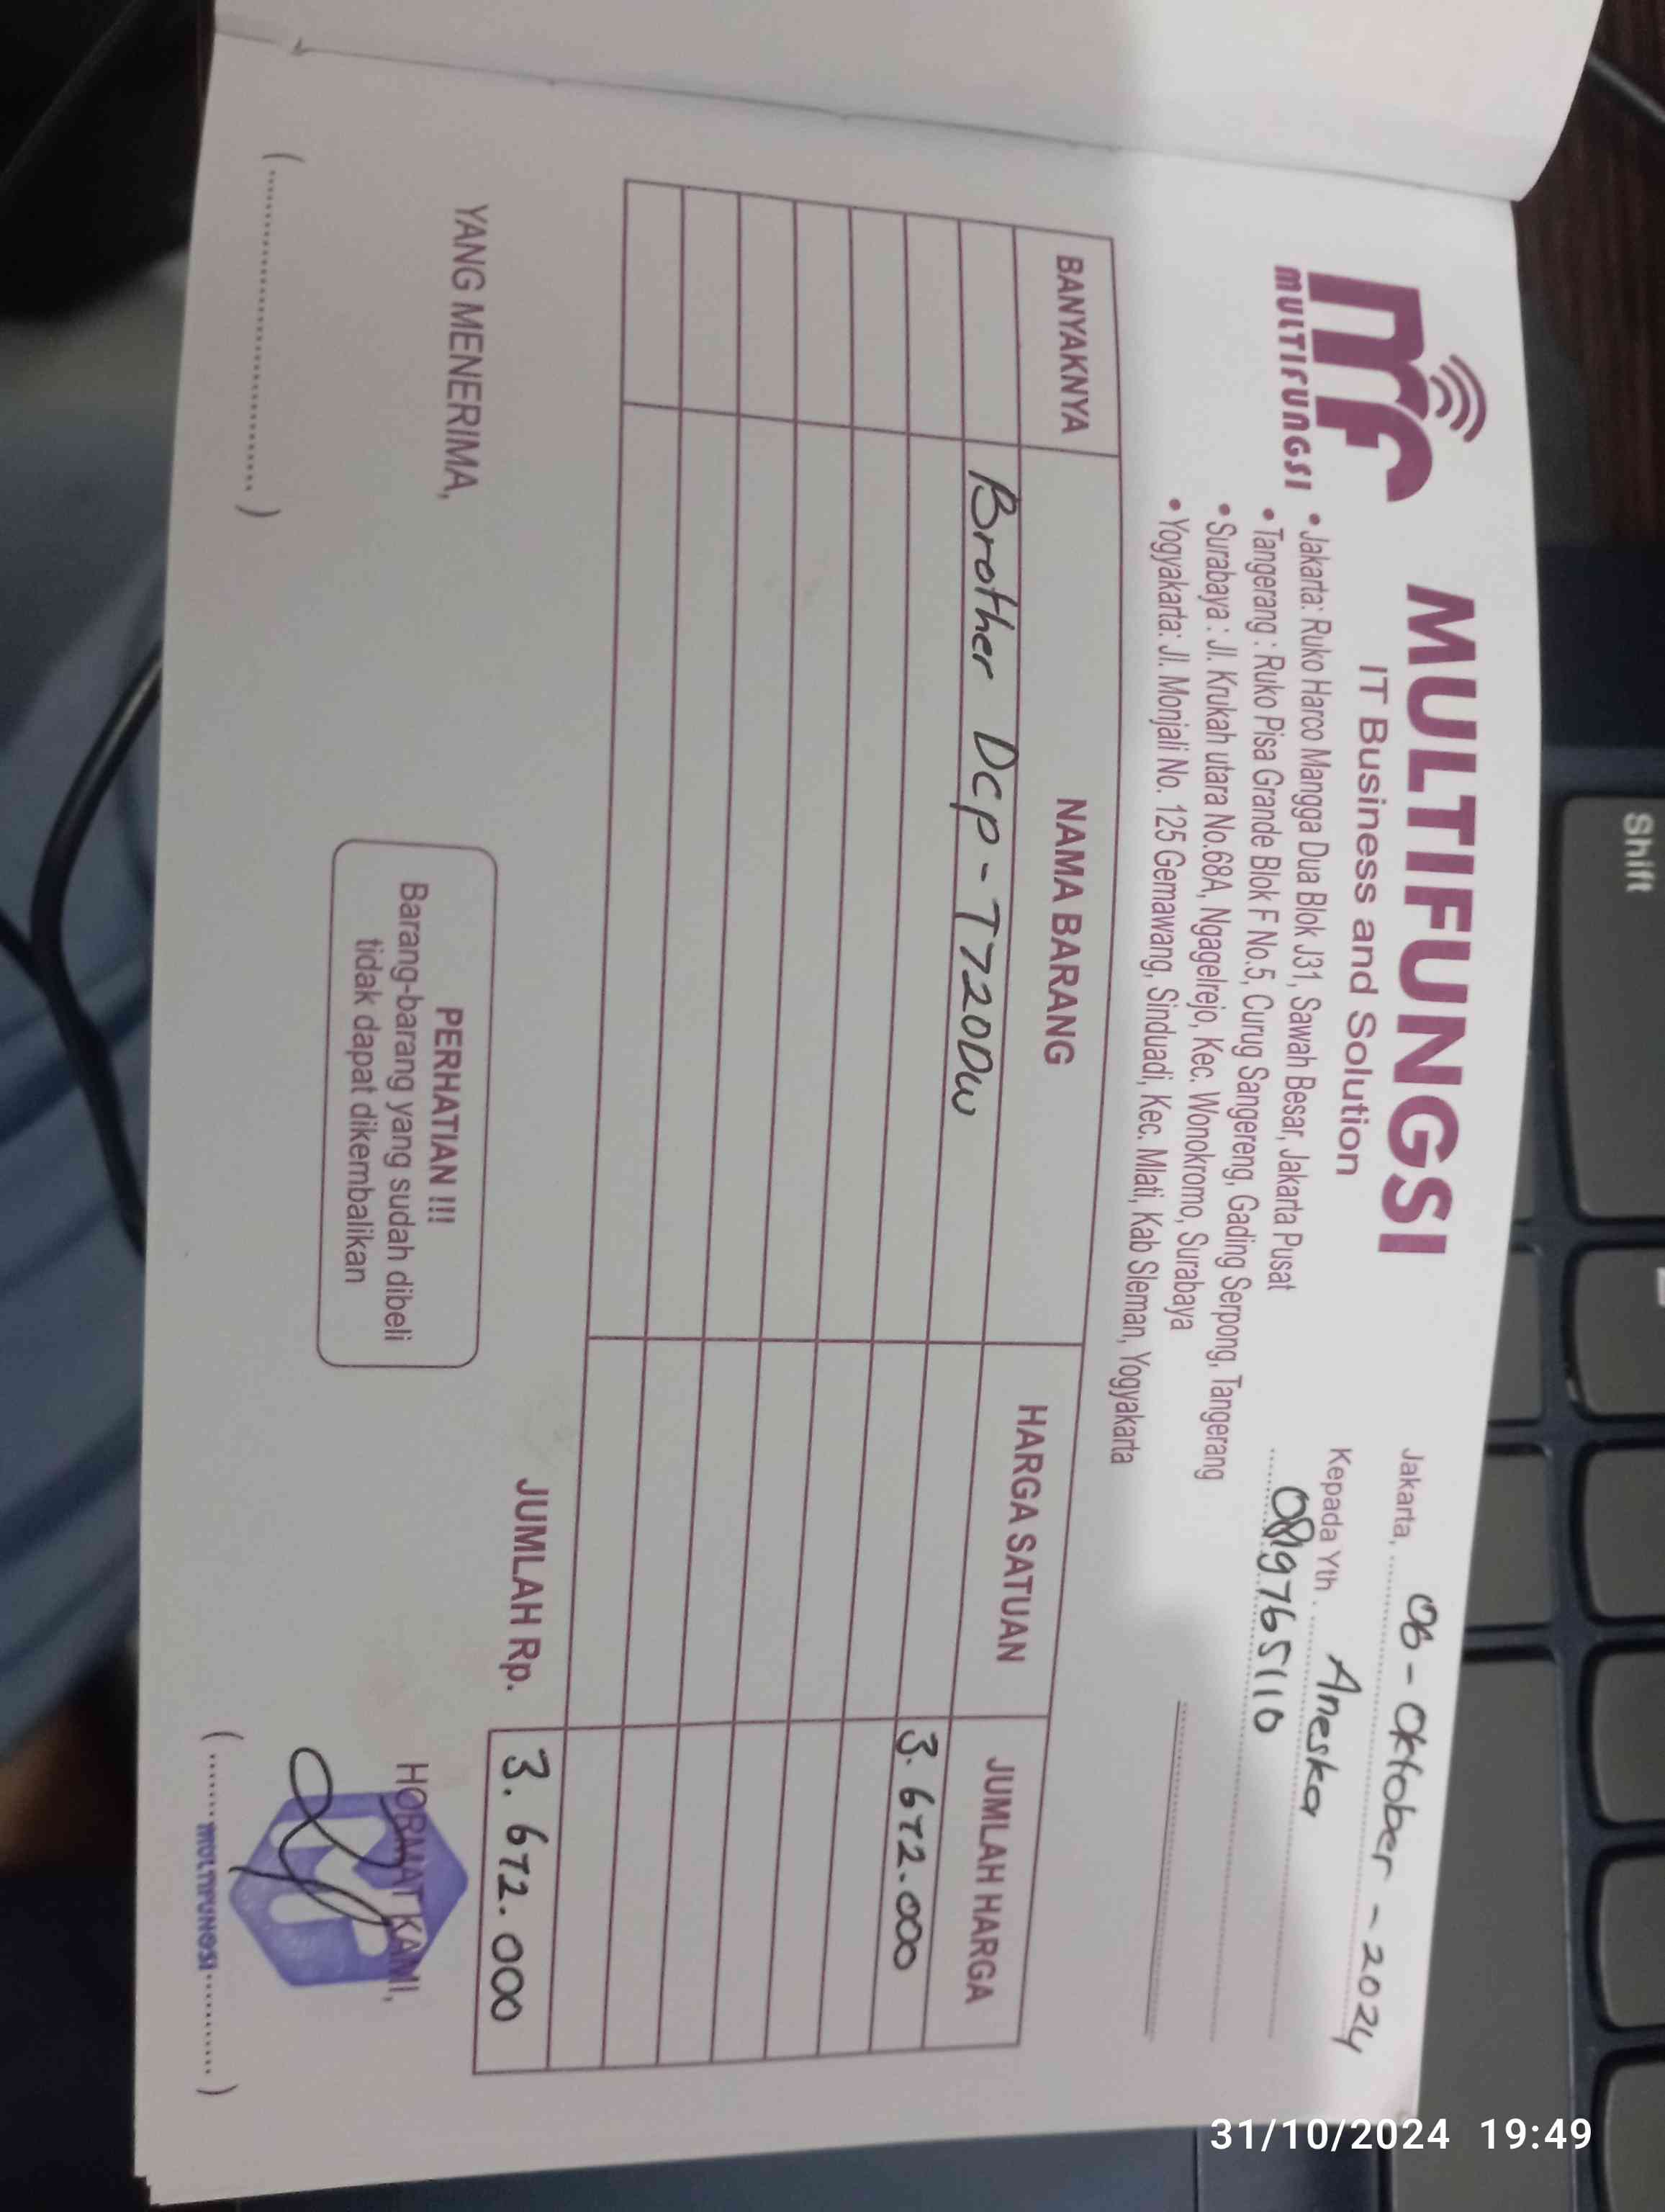 MULTIFUNGSI
MULTIFUNGSI
IT Business and Solution
• Jakarta: Ruko Haroo Mangga Dua Blok J31, Sawah Besar, Jakarta Pusat
• Tangerang : Ruko Pisa Grande Blok F No.5, Curug Sangereng, Gading Serpong, Tangerang
• Surabaya : Jl. Krukah utara No.68A, Ngagelrejo, Kec. Wonokromo, Surabaya
• Yogyakarta: Jl. Monjali No. 125 Gemawang, Sinduadi, Kec. Mlati, Kab Sleman, Yogyakarta
Jakarta, 08 - Oktober - 2024
Kepada Yth. Aneska
0819765110
BANYAKNYA NAMA BARANG HARGA SATUAN JUMLAH HARGA
Brother Dcp - T720DW 3.672.000
JUMLAH Rp. 3.672.000
YANG MENERIMA,
PERHATIAN !!!
Barang-barang yang sudah dibeli
tidak dapat dikembalikan
HORMAT KAMI,
MULTIFUNGSI
Shift
31/10/2024 19:49